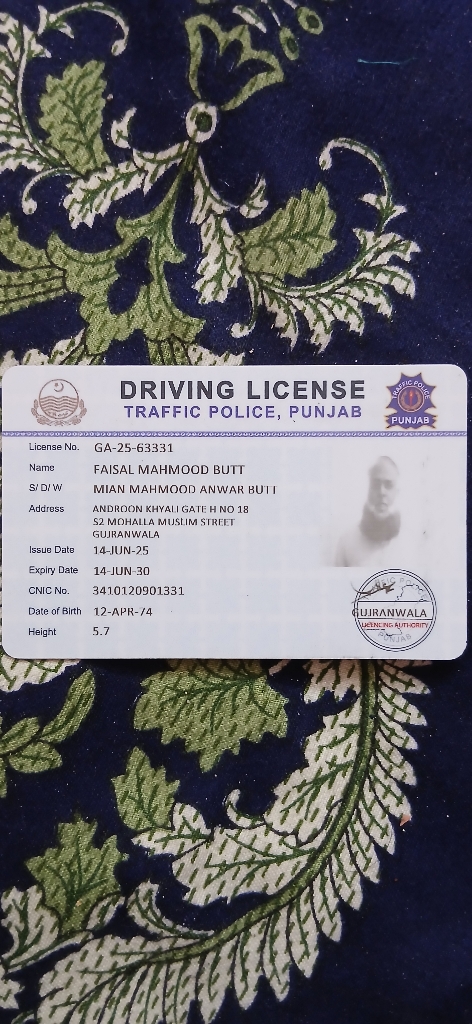 DRIVING LICENSE
TRAFFIC POLICE, PUNJAB
TRAFFIC POLICE
PUNJAB
License No. GA-25-63331
Name FAISAL MAHMOOD BUTT
S/ D/ W MIAN MAHMOOD ANWAR BUTT
Address ANDROON KHYALI GATE H NO 18
S2 MOHALLA MUSLIM STREET
GUJRANWALA
Issue Date 14-JUN-25
Expiry Date 14-JUN-30
CNIC No. 3410120901331
Date of Birth 12-APR-74
Height 5.7
GUJRANWALA
LICENCING AUTHORITY
PUNJAB